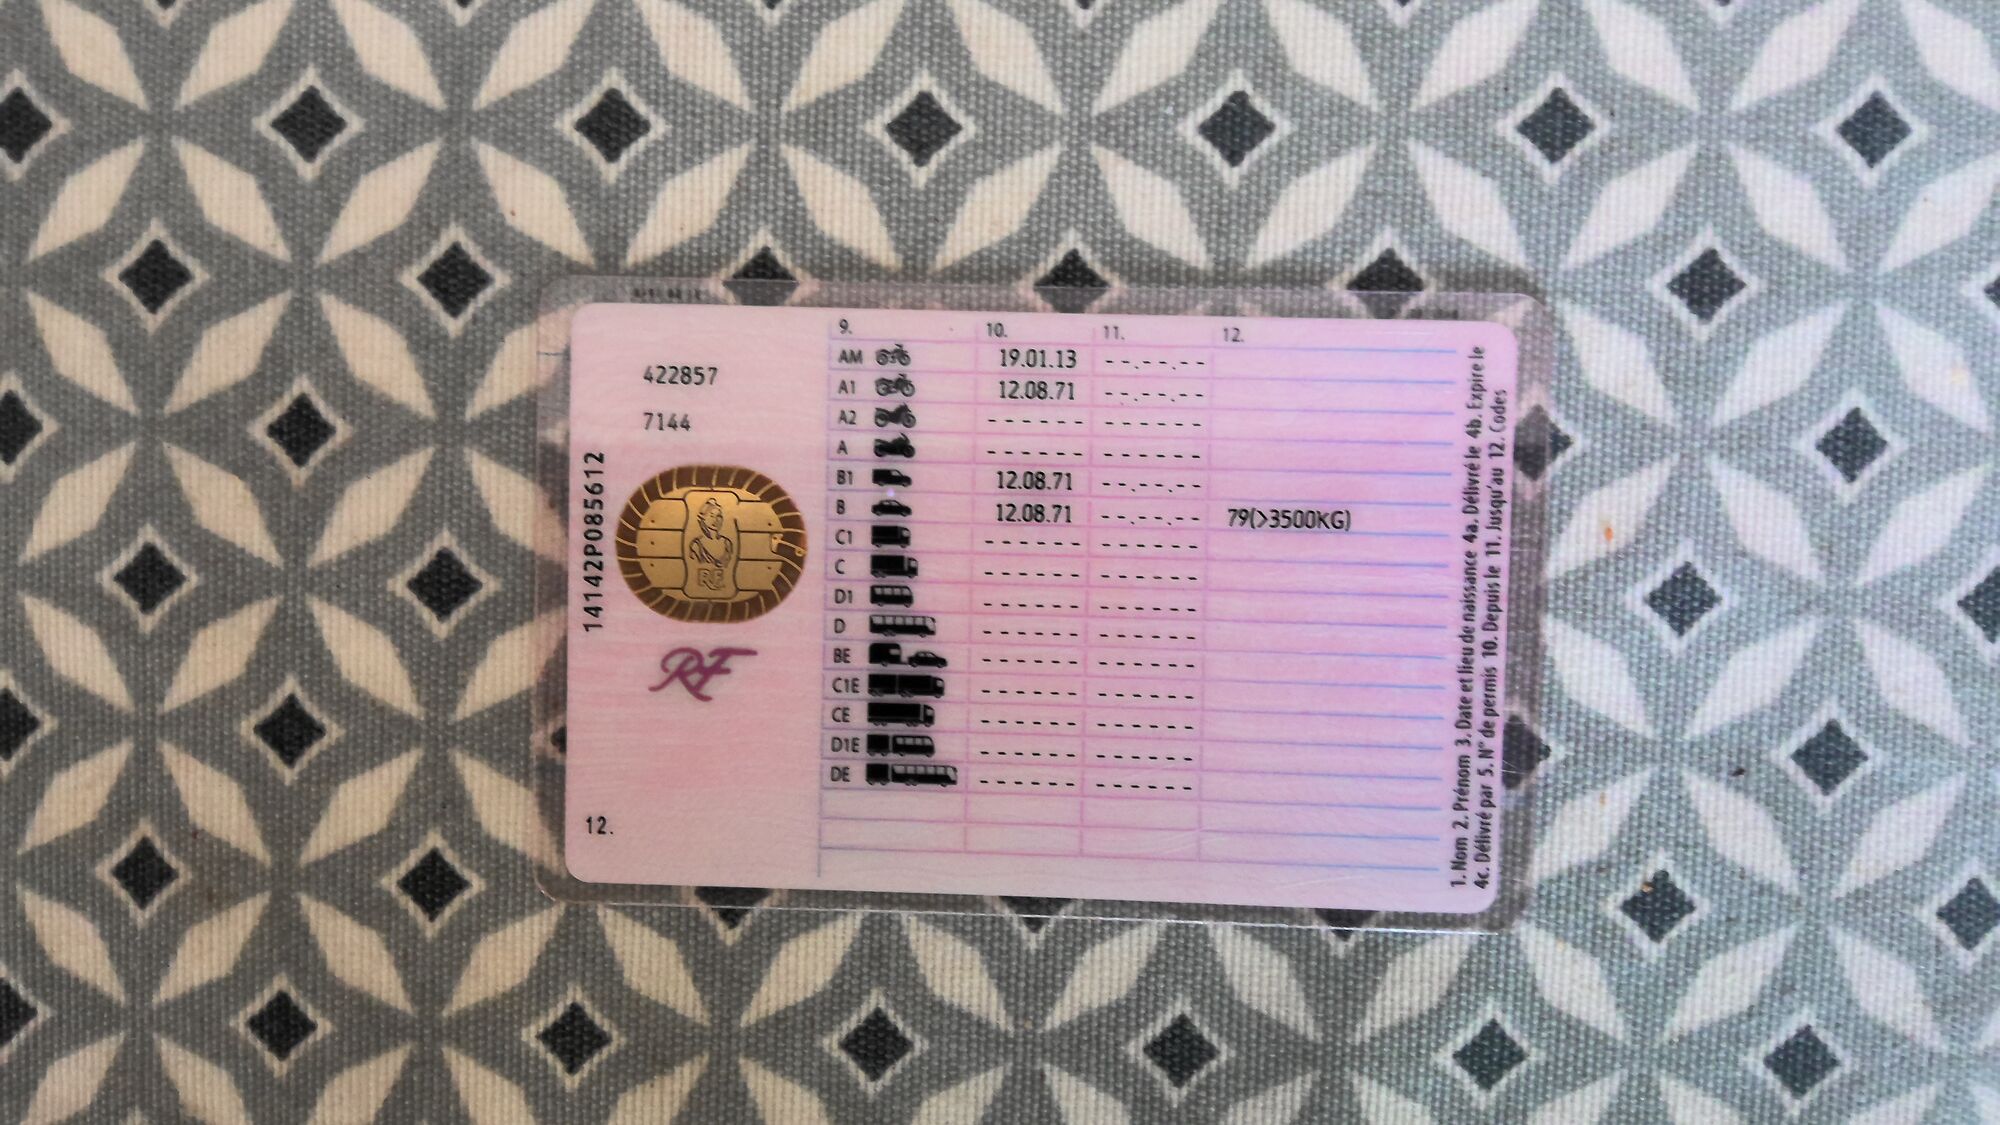 422857
7144
14142P085612
RF
RF
12.
9. 10. 11. 12.
AM 19.01.13 --.--.--
A1 12.08.71 --.--.--
A2 ------ ------
A ------ ------
B1 12.08.71 --.--.--
B 12.08.71 --.--.-- 79(>3500KG)
C1 ------ ------
C ------ ------
D1 ------ ------
D ------ ------
BE ------ ------
C1E ------ ------
CE ------ ------
D1E ------ ------
DE ------ ------
1. Nom 2. Prénom 3. Date et lieu de naissance 4a. Délivré le 4b. Expire le
4c. Délivré par 5. N° de permis 10. Depuis le 11. Jusqu'au 12. Codes